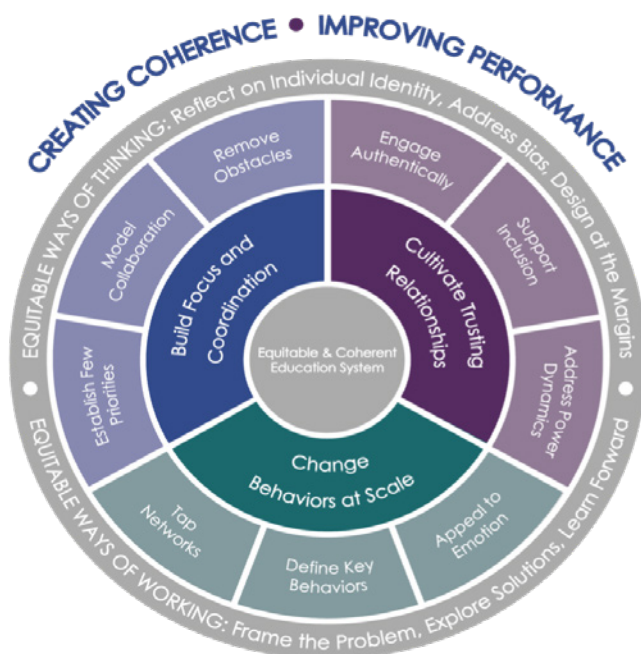 CREATING COHERENCE • IMPROVING PERFORMANCE
EQUITABLE WAYS OF THINKING: Reflect on Individual Identity, Address Bias, Design at the Margins
Remove
Obstacles
Engage
Authentically
Model
Collaboration
Support
Inclusion
Establish Few
Priorities
Address Power
Dynamics
Build Focus and
Coordination
Cultivate Trusting
Relationships
Equitable & Coherent
Education System
Change
Behaviors at Scale
Tap
Networks
Define Key
Behaviors
Appeal to
Emotion
EQUITABLE WAYS OF WORKING: Frame the Problem, Explore Solutions, Learn Forward